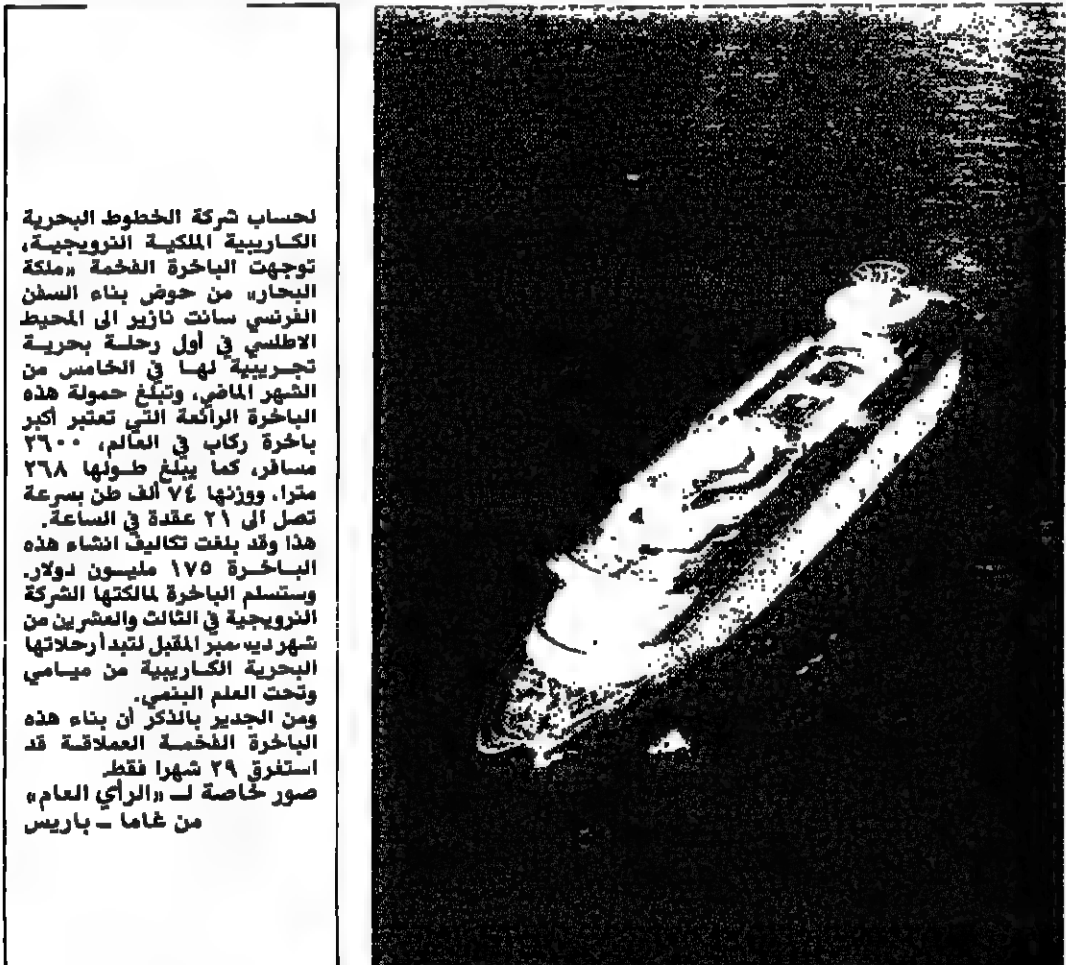 لحساب شركة الخطوط البحرية
الكاريبية الملكية النرويجية،
توجهت الباخرة الفخمة «ملكة
البحار» من حوض بناء السفن
الفرنسي سانت نازير الى المحيط
الاطلسي في أول رحلة بحرية
تجريبية لها في الخامس من
الشهر الماضي، وتبلغ حمولة هذه
الباخرة الرائعة التي تعتبر أكبر
باخرة ركاب في العالم، ٢٦٠٠
مسافر، كما يبلغ طولها ٢٦٨
مترا، ووزنها ٧٤ ألف طن بسرعة
تصل الى ٢١ عقدة في الساعة.
هذا وقد بلغت تكاليف انشاء هذه
الباخرة ١٧٥ مليون دولار.
وستسلم الباخرة لمالكتها الشركة
النرويجية في الثالث والعشرين من
شهر ديسمبر المقبل لتبدأ رحلاتها
البحرية الكاريبية من ميامي
وتحت العلم البنمي.
ومن الجدير بالذكر أن بناء هذه
الباخرة الفخمة العملاقة قد
استغرق ٢٩ شهرا فقط.
صور خاصة لـ «الرأي العام»
من غاما - باريس